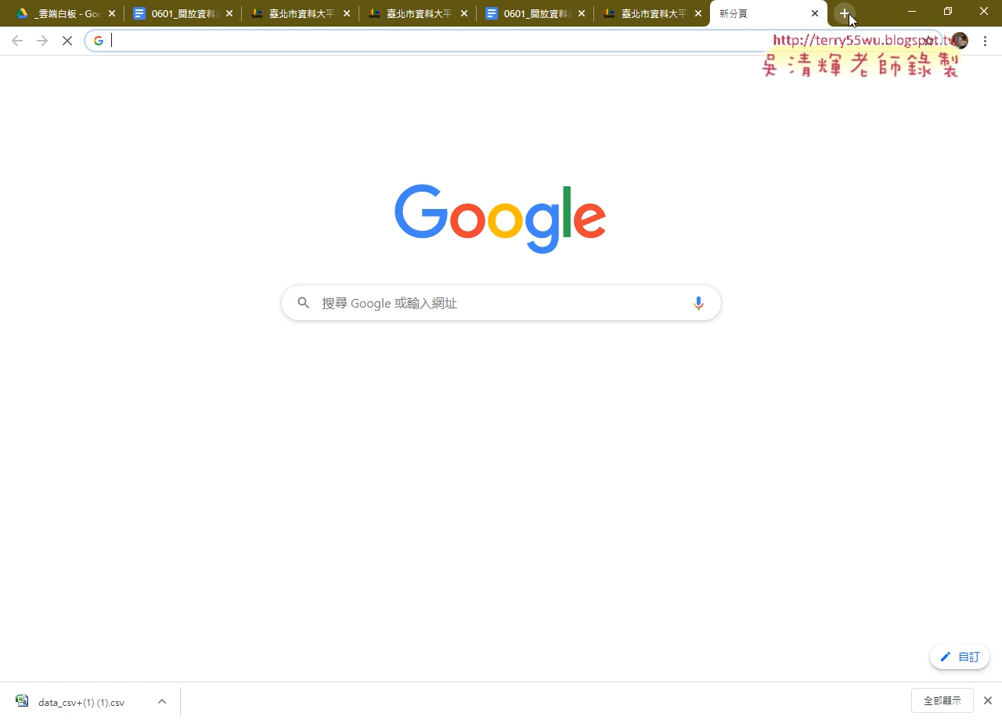 _雲端白板 - Goo
0601_開放資料
臺北市資料大平
臺北市資料大平
0601_開放資料
臺北市資料大平
新分頁
http://terry55wu.blogspot.tw
吳清輝老師錄製
Google
搜尋 Google 或輸入網址
自訂
data_csv+(1) (1).csv
全部顯示